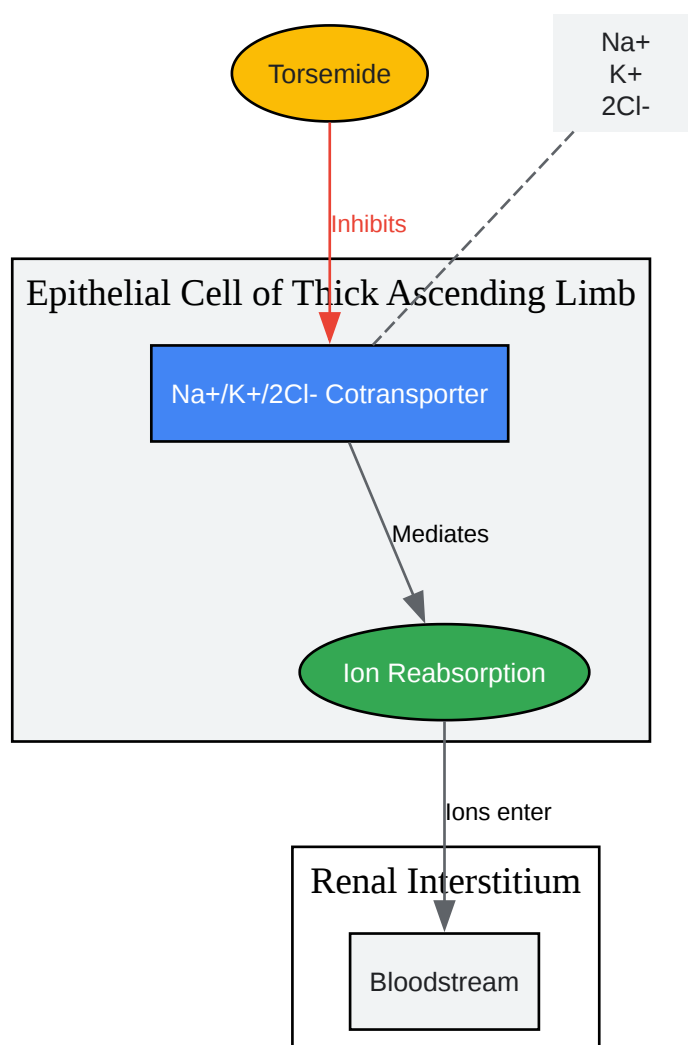 Torsemide
Na+
K+
2Cl-
Inhibits
Epithelial Cell of Thick Ascending Limb
Na+/K+/2Cl- Cotransporter
Mediates
Ion Reabsorption
Ions enter
Renal Interstitium
Bloodstream